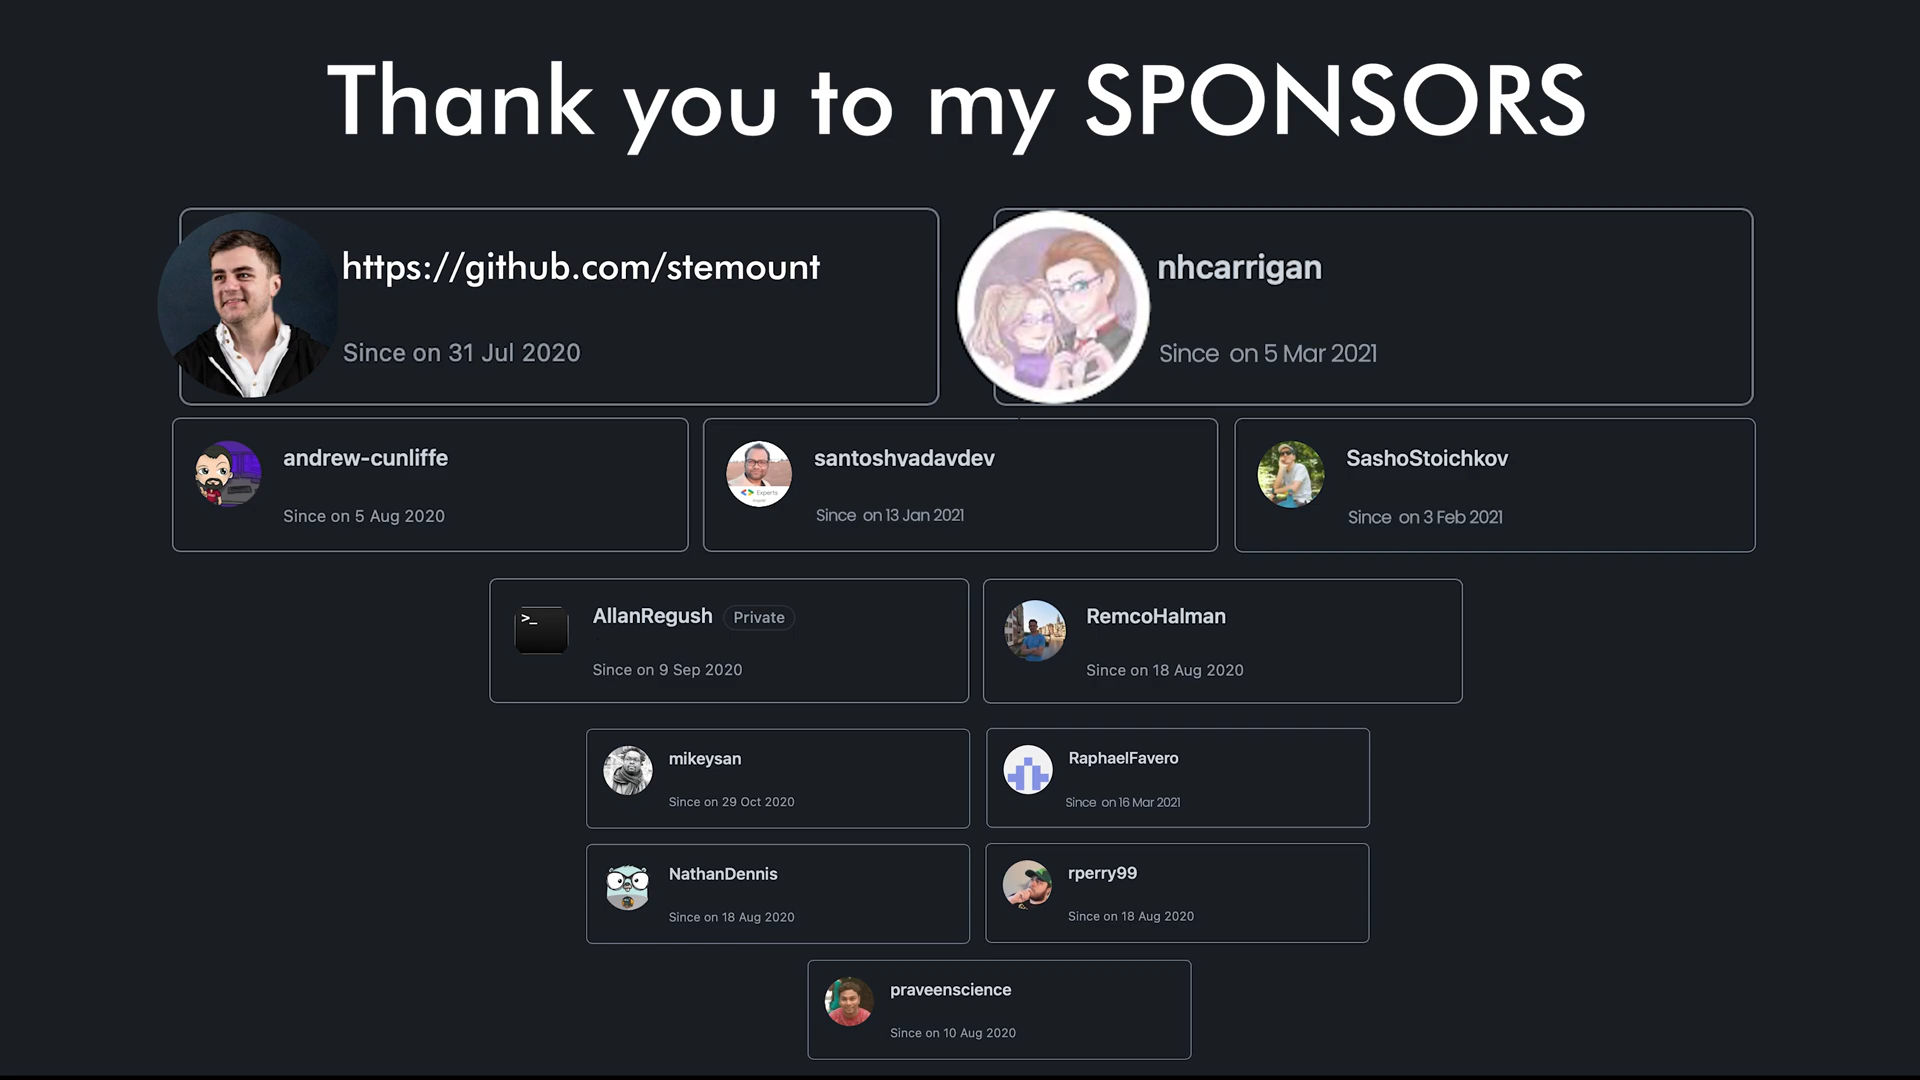 Thank you to my SPONSORS
https://github.com/stemount
Since on 31 Jul 2020
nhcarrigan
Since on 5 Mar 2021
andrew-cunliffe
Since on 5 Aug 2020
santoshyadavdev
Experts
Since on 13 Jan 2021
SashoStoichkov
Since on 3 Feb 2021
AllanRegush Private
>_
Since on 9 Sep 2020
RemcoHalman
Since on 18 Aug 2020
mikeysan
Since on 29 Oct 2020
RaphaelFavero
Since on 16 Mar 2021
NathanDennis
Since on 18 Aug 2020
rperry99
Since on 18 Aug 2020
praveenscience
Since on 10 Aug 2020